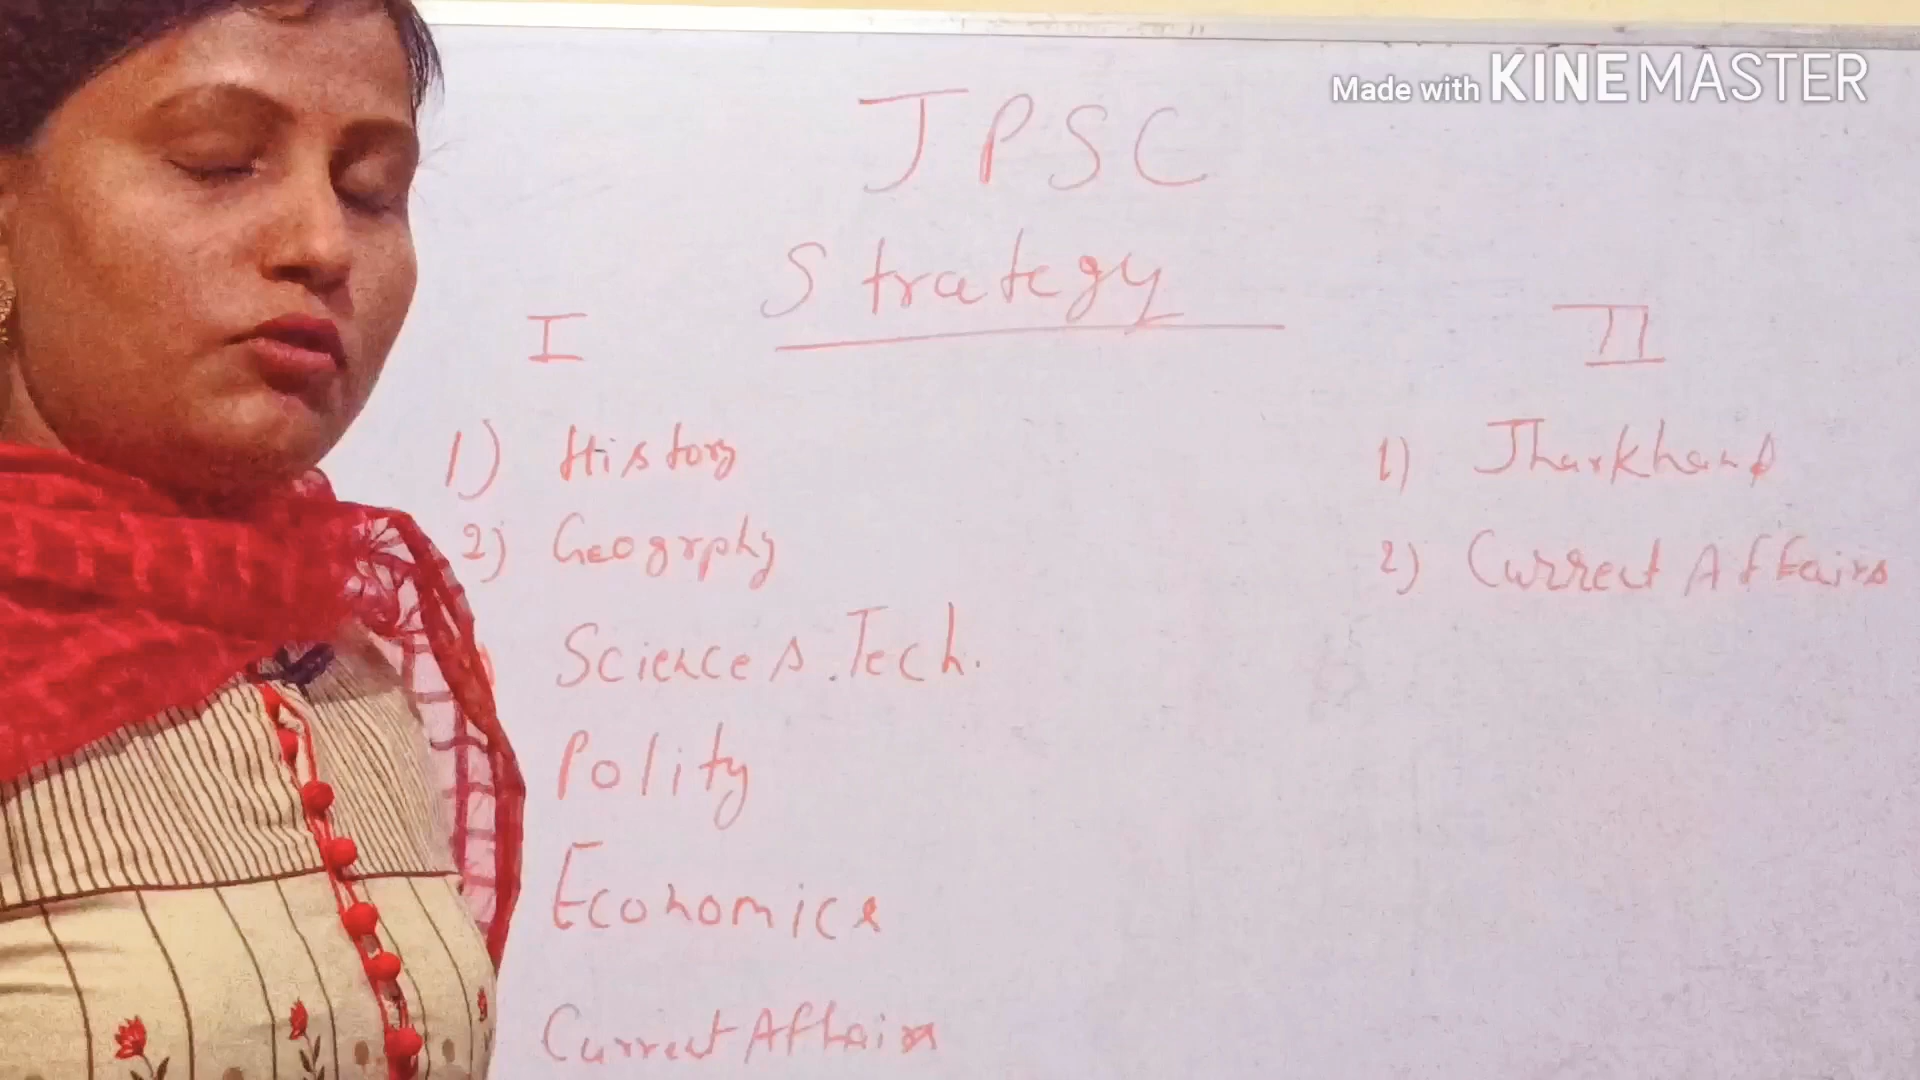 Made with KINEMASTER
JPSC
Strategy
I
1) History
2) Geogrphy
Science & Tech.
Polity
Economics
Current Affairs
II
1) Jharkhand
2) Current Affairs